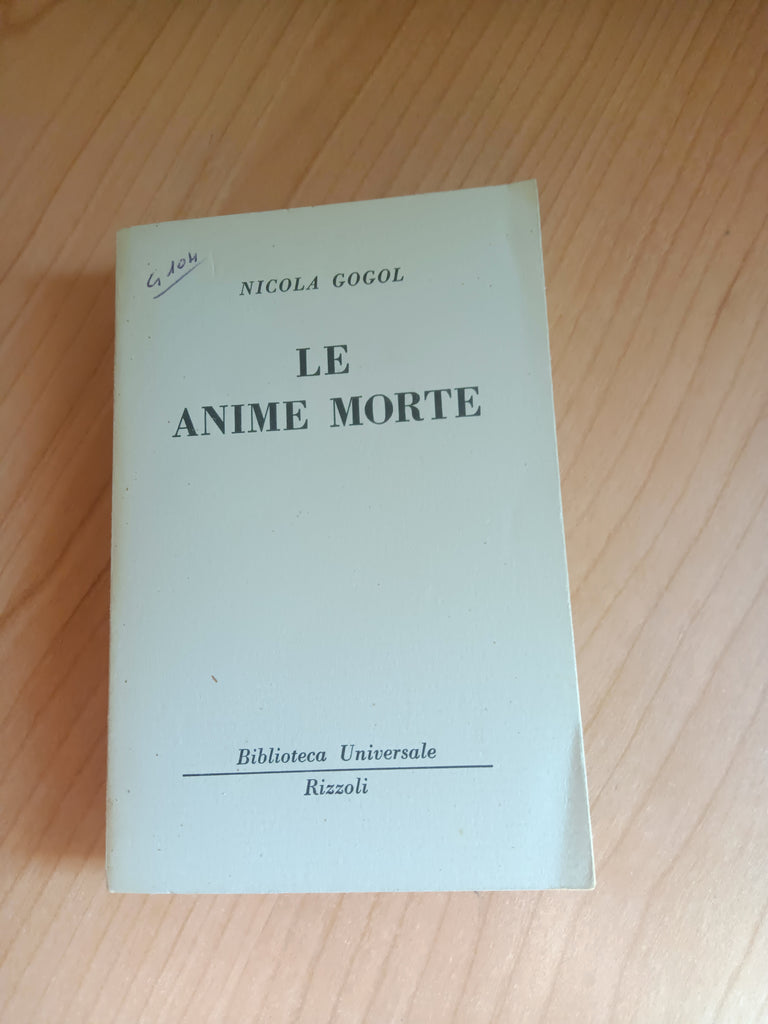 G 104
NICOLA GOGOL
LE
ANIME MORTE
Biblioteca Universale
Rizzoli